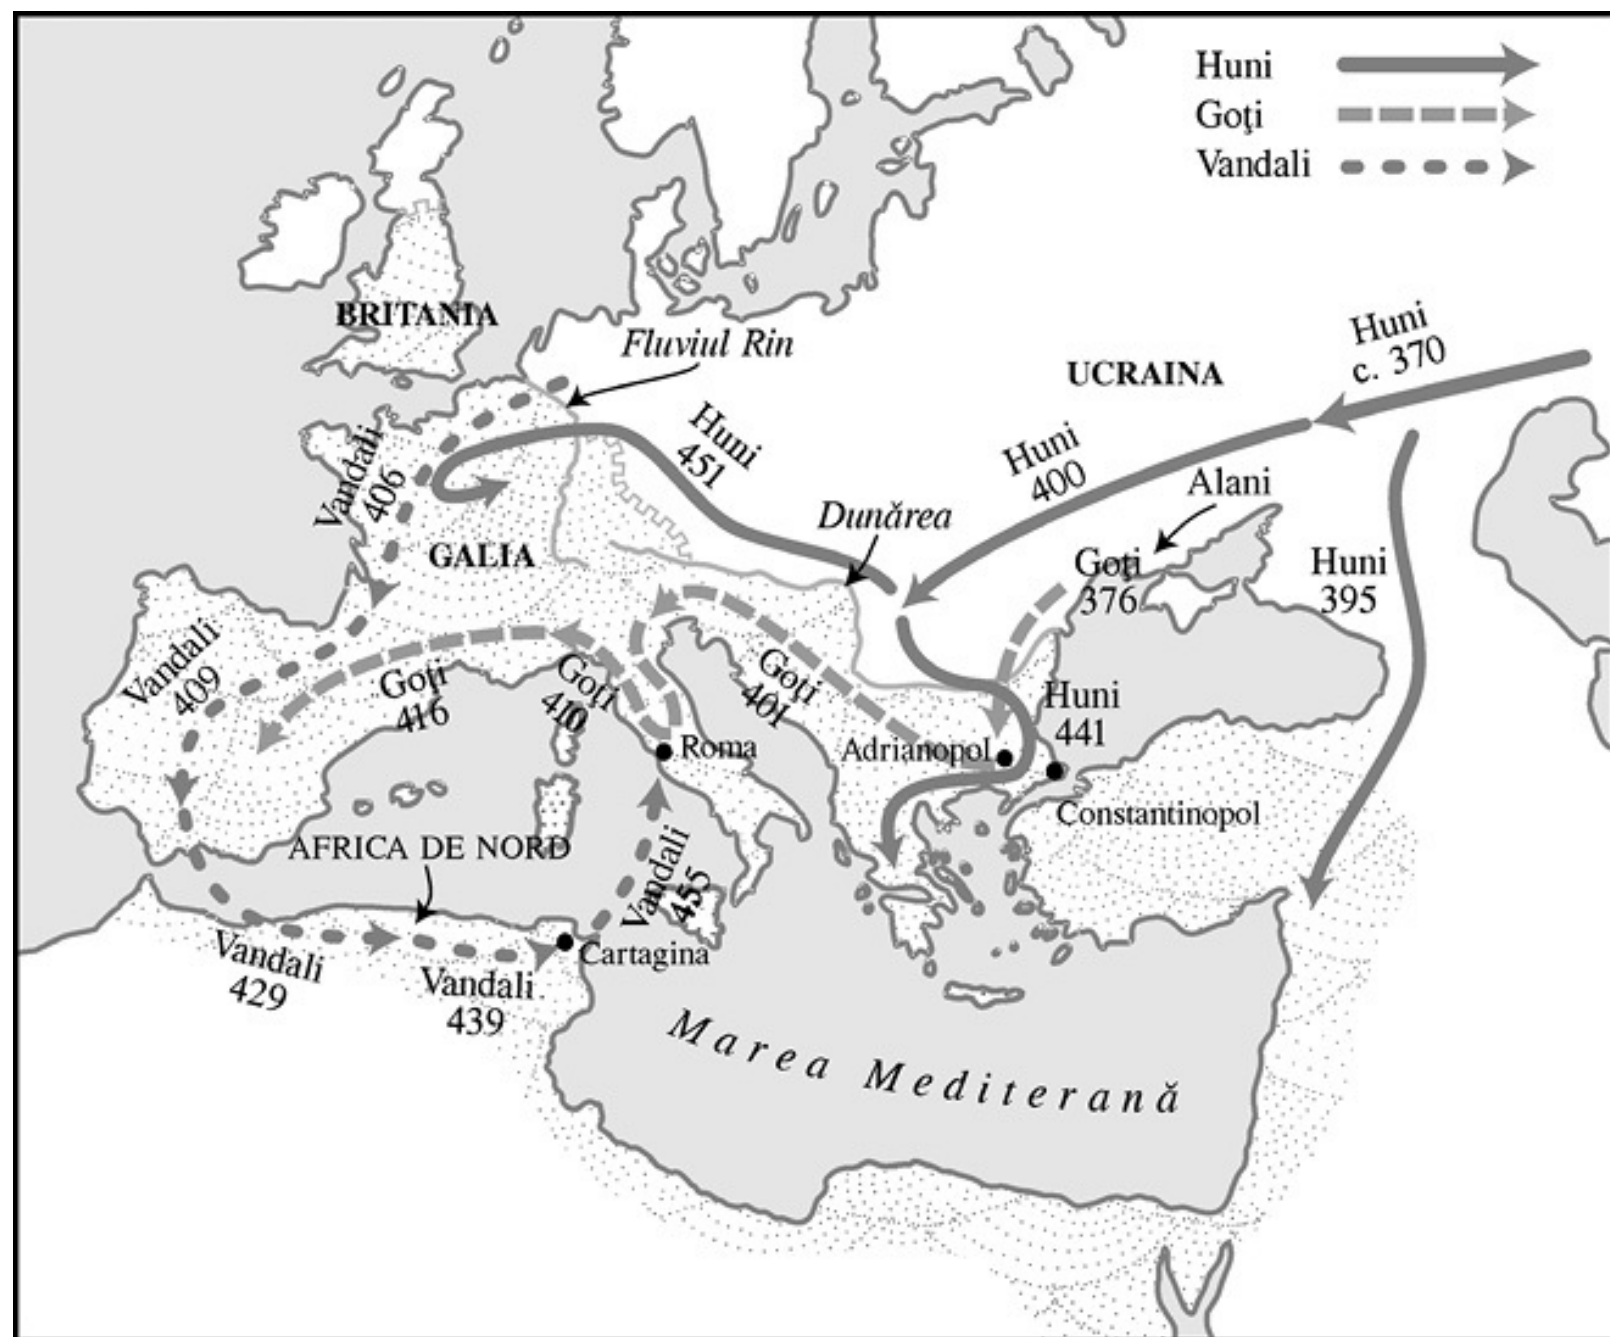 Huni
Goţi
Vandali
BRITANIA
Fluviul Rin
UCRAINA
Huni
c. 370
Huni
451
Huni
400
Alani
Vandali
406
Dunărea
GALIA
Goţi
376
Huni
395
Vandali
409
Goţi
416
Goţi
410
Goţi
401
Huni
441
Roma
Adrianopol
Constantinopol
AFRICA DE NORD
Vandali
455
Cartagina
Vandali
429
Vandali
439
Marea Mediterană